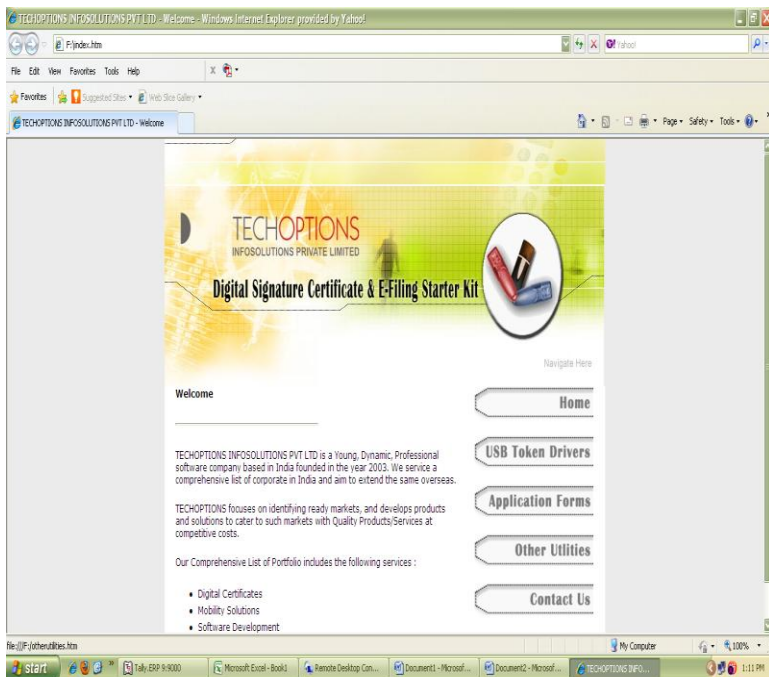 TECHOPTIONS INFOSOLUTIONS PVT LTD - Welcome - Windows Internet Explorer provided by Yahoo!
F:\index.htm
Yahoo!
File Edit View Favorites Tools Help
X
Favorites Suggested Sites Web Slice Gallery
TECHOPTIONS INFOSOLUTIONS PVT LTD - Welcome
Page Safety Tools
TECHOPTIONS
INFOSOLUTIONS PRIVATE LIMITED
Digital Signature Certificate & E-Filing Starter Kit
Navigate Here
Welcome
Home
USB Token Drivers
Application Forms
Other Utlities
Contact Us
TECHOPTIONS INFOSOLUTIONS PVT LTD is a Young, Dynamic, Professional
software company based in India founded in the year 2003. We service a
comprehensive list of corporate in India and aim to extend the same overseas.
TECHOPTIONS focuses on identifying ready markets, and develops products
and solutions to cater to such markets with Quality Products/Services at
competitive costs.
Our Comprehensive List of Portfolio includes the following services :
Digital Certificates
Mobility Solutions
Software Development
file:///F:/otherutilities.htm
My Computer
100%
start
Tally.ERP 9:9000
Microsoft Excel - Book1
Remote Desktop Con...
Document1 - Microsof...
Document2 - Microsof...
TECHOPTIONS INFO...
1:11 PM